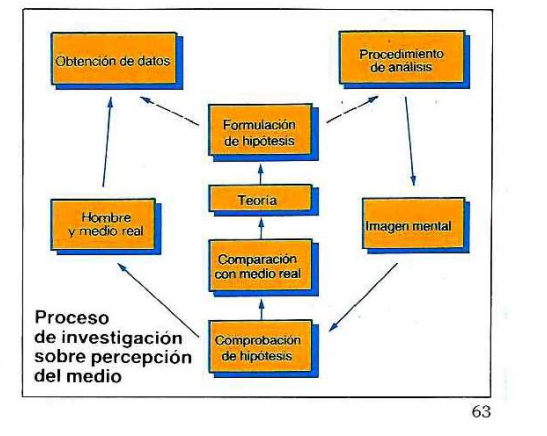 Obtención de datos
Procedimiento
de análisis
Formulación
de hipótesis
Teoría
Hombre
y medio real
Imagen mental
Comparación
con medio real
Comprobación
de hipótesis
Proceso
de investigación
sobre percepción
del medio
63